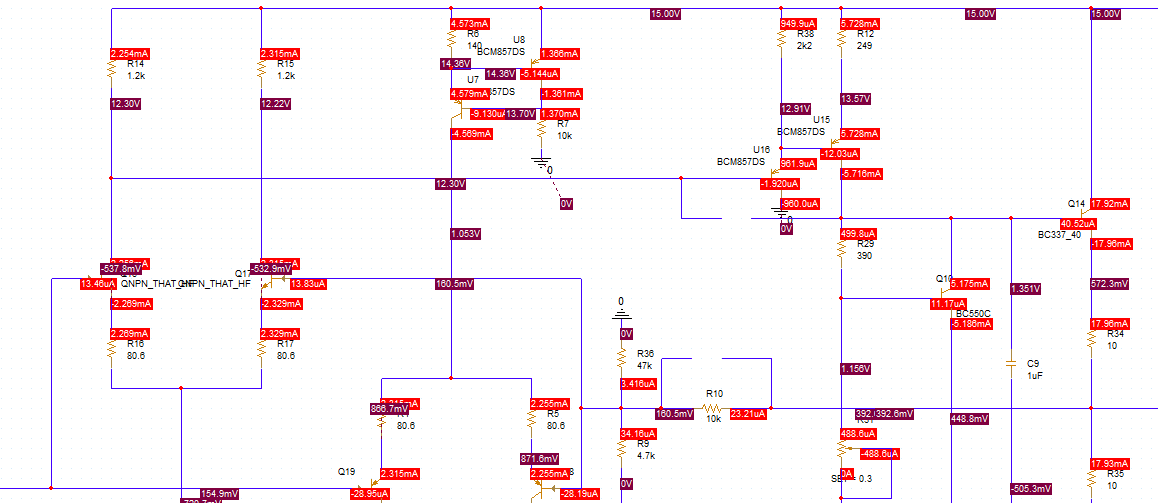 15.00V
15.00V
15.00V
4.573mA
R6
140
U8
BCM857DS
1.366mA
949.9uA
R38
2k2
5.728mA
R12
249
2.254mA
R14
1.2k
2.315mA
R15
1.2k
14.36V
14.36V
-5.144uA
U7
4.579mA
857DS
-1.361mA
12.30V
12.22V
-9.130uA
13.70V
1.370mA
R7
10k
12.91V
13.57V
-4.569mA
U15
BCM857DS
5.728mA
U16
BCM857DS
-12.03uA
961.9uA
-5.716mA
0
12.30V
-1.920uA
0V
-960.0uA
0
0V
Q14
17.92mA
40.52uA
BC337_40
-17.96mA
1.053V
499.8uA
R29
390
-537.8mV
-532.9mV
Q17
13.46uA
QNPN_THAT_HF
13.83uA
160.5mV
Q10
5.175mA
11.17uA
BC550C
-5.186mA
1.351V
572.3mV
-2.269mA
-2.329mA
0
0V
2.269mA
R16
80.6
2.329mA
R17
80.6
17.96mA
R34
10
R36
47k
3.416uA
1.156V
C9
1uF
R10
10k
160.5mV
23.21uA
866.7mV
80.6
2.255mA
R5
80.6
392.6mV
448.8mV
34.16uA
R9
4.7k
488.6uA
-488.6uA
871.6mV
Q19
2.315mA
2.255mA
17.93mA
R35
10
0A
SET = 0.3
154.9mV
-28.95uA
-28.19uA
0V
-505.3mV